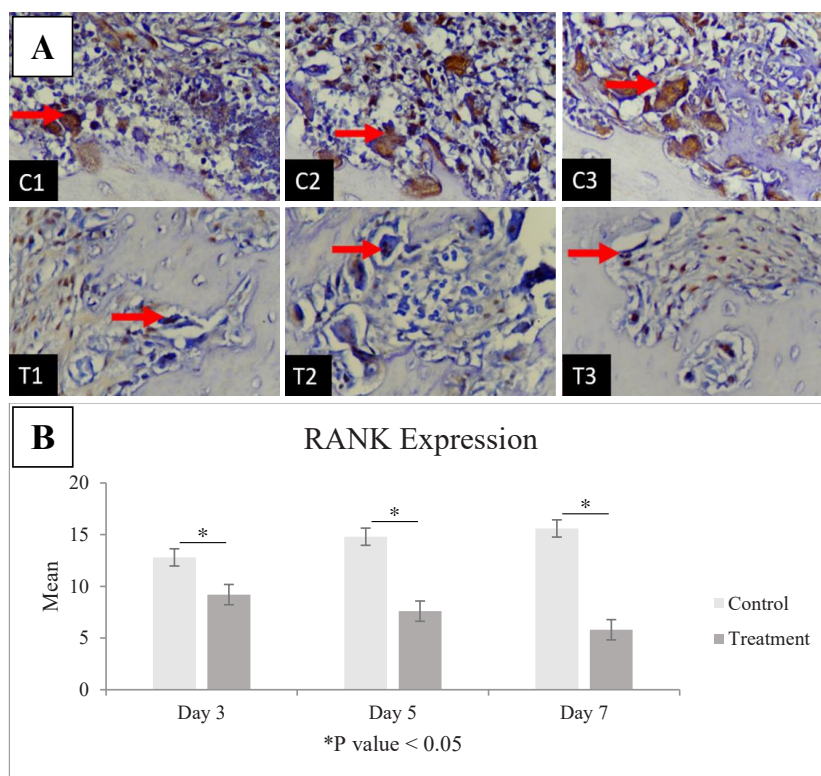 A
C1
C2
C3
T1
T2
T3
B
RANK Expression
20
15
10
5
0
Mean
*
*
*
Day 3
Day 5
Day 7
Control
Treatment
*P value < 0.05